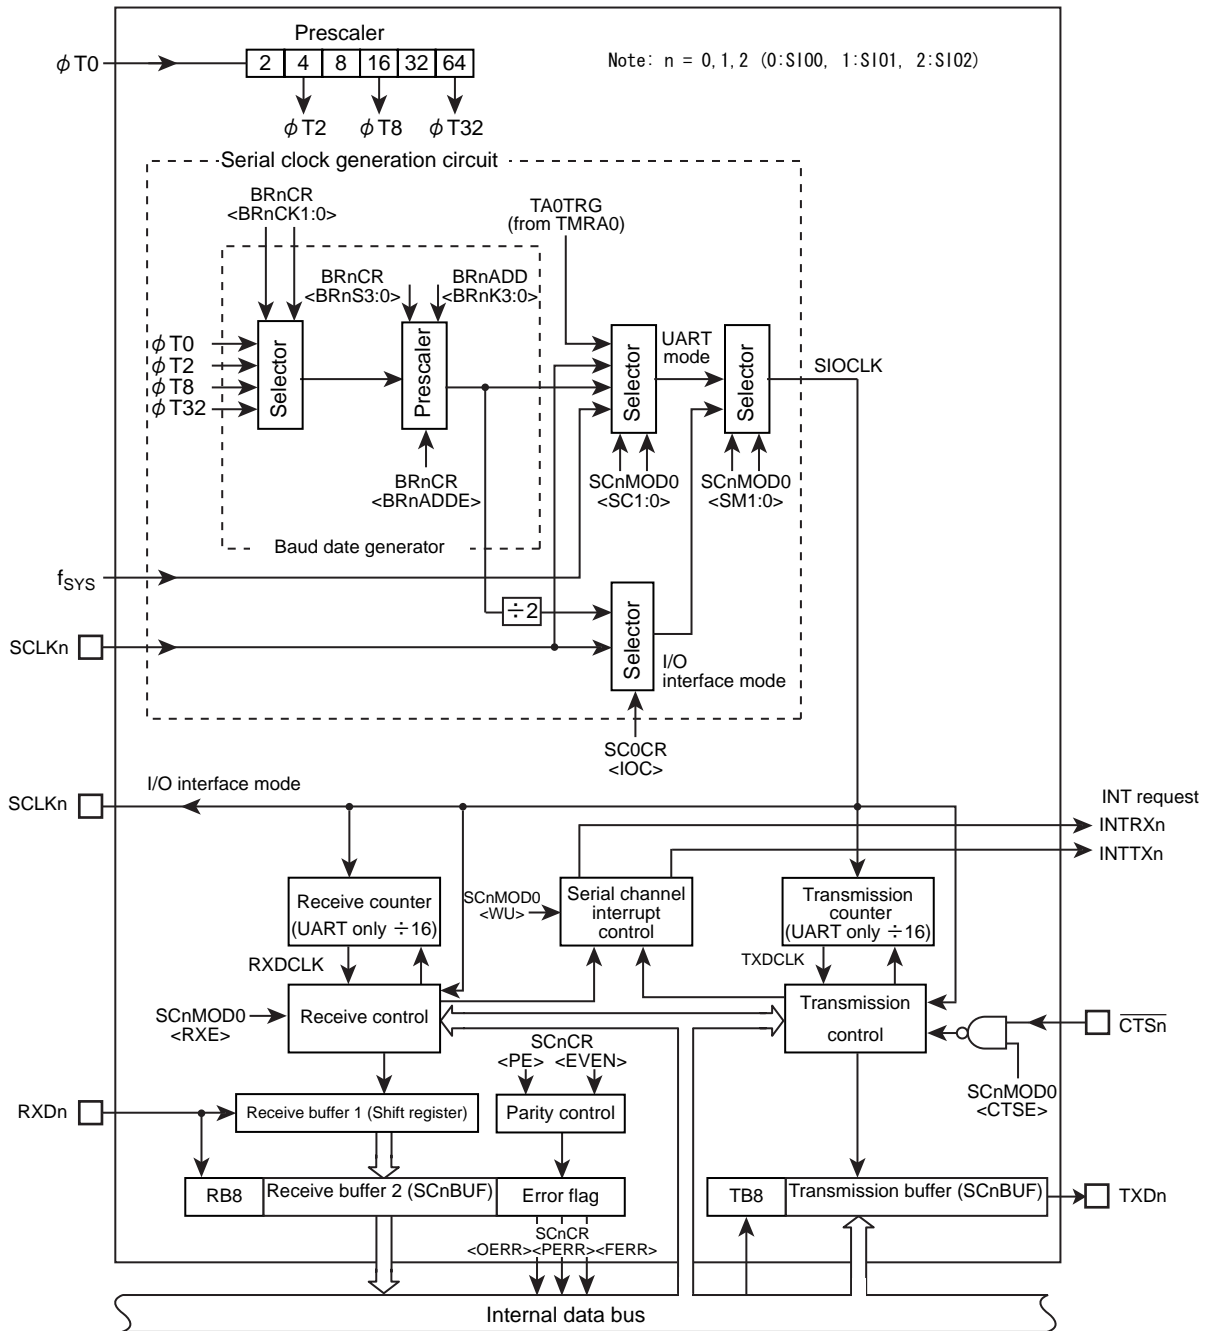 Prescaler
φT0
2 4 8 16 32 64
Note: n = 0,1,2 (0:SIO0, 1:SIO1, 2:SIO2)
φT2 φT8 φT32
Serial clock generation circuit
BRnCR
<BRnCK1:0>
TA0TRG
(from TMRA0)
BRnCR
<BRnS3:0>
BRnADD
<BRnK3:0>
φT0
φT2
φT8
φT32
Selector
Prescaler
Selector
UART
mode
Selector
SIOCLK
BRnCR
<BRnADDE>
SCnMOD0
<SC1:0>
SCnMOD0
<SM1:0>
Baud date generator
fSYS
÷2
SCLKn
Selector
I/O
interface mode
SC0CR
<IOC>
I/O interface mode
SCLKn
INT request
INTRXn
INTTXn
Receive counter
(UART only ÷16)
SCnMOD0
<WU>
Serial channel
interrupt
control
Transmission
counter
(UART only ÷16)
RXDCLK
TXDCLK
SCnMOD0
<RXE>
Receive control
Transmission
control
CTSn
SCnMOD0
<CTSE>
SCnCR
<PE> <EVEN>
RXDn
Receive buffer 1 (Shift register)
Parity control
RB8
Receive buffer 2 (SCnBUF)
Error flag
TB8
Transmission buffer (SCnBUF)
TXDn
SCnCR
<OERR><PERR><FERR>
Internal data bus